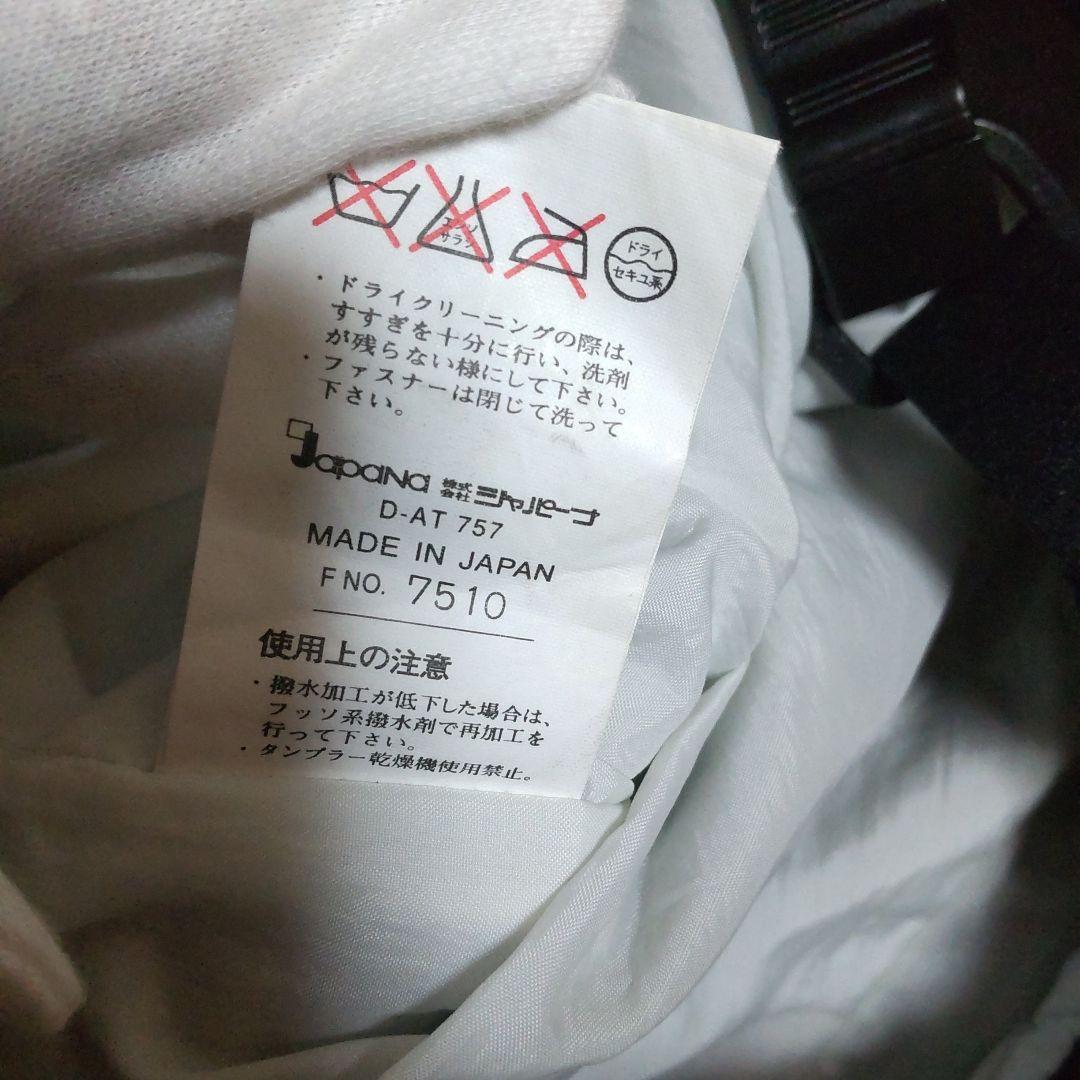 エンソ
サラシ
ドライ
セキユ系
・ドライクリーニングの際は、
すすぎを十分に行い、洗剤
が残らない様にして下さい。
・ファスナーは閉じて洗って
下さい。
JapaNa 株式会社ジャパーナ
D-AT 757
MADE IN JAPAN
F NO. 7510
使用上の注意
・撥水加工が低下した場合は、
フッソ系撥水剤で再加工を
行って下さい。
・タンブラー乾燥機使用禁止。